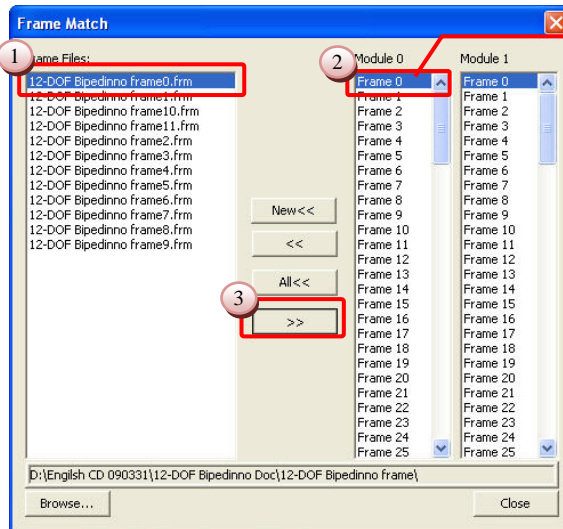 Frame Match
1
ame Files:
2
Module 0
Module 1
12-DOF Bipedinno frame0.frm
12-DOF Bipedinno frame1.frm
12-DOF Bipedinno frame10.frm
12-DOF Bipedinno frame11.frm
12-DOF Bipedinno frame2.frm
12-DOF Bipedinno frame3.frm
12-DOF Bipedinno frame4.frm
12-DOF Bipedinno frame5.frm
12-DOF Bipedinno frame6.frm
12-DOF Bipedinno frame7.frm
12-DOF Bipedinno frame8.frm
12-DOF Bipedinno frame9.frm
New<<
<<
All<<
3
>>
Frame 0
Frame 1
Frame 2
Frame 3
Frame 4
Frame 5
Frame 6
Frame 7
Frame 8
Frame 9
Frame 10
Frame 11
Frame 12
Frame 13
Frame 14
Frame 15
Frame 16
Frame 17
Frame 18
Frame 19
Frame 20
Frame 21
Frame 22
Frame 23
Frame 24
Frame 25
Frame 0
Frame 1
Frame 2
Frame 3
Frame 4
Frame 5
Frame 6
Frame 7
Frame 8
Frame 9
Frame 10
Frame 11
Frame 12
Frame 13
Frame 14
Frame 15
Frame 16
Frame 17
Frame 18
Frame 19
Frame 20
Frame 21
Frame 22
Frame 23
Frame 24
Frame 25
D:\Engilsh CD 090331\12-DOF Bipedinno Doc\12-DOF Bipedinno frame\
Browse...
Close